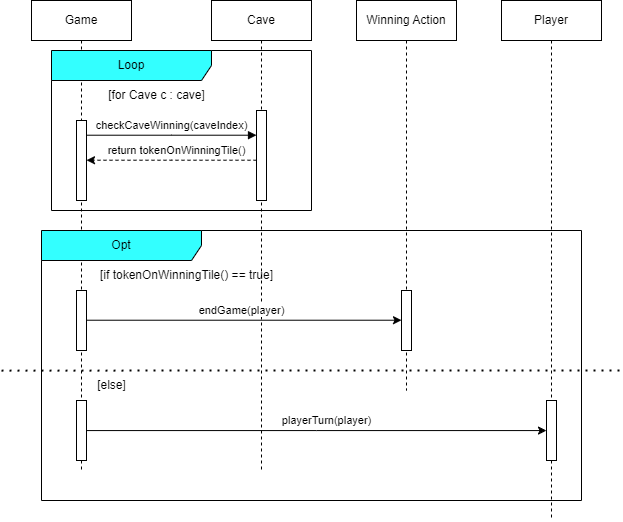 Game
Cave
Winning Action
Player
Loop
[for Cave c : cave]
checkCaveWinning(caveIndex)
return tokenOnWinningTile()
Opt
[if tokenOnWinningTile() == true]
endGame(player)
[else]
playerTurn(player)